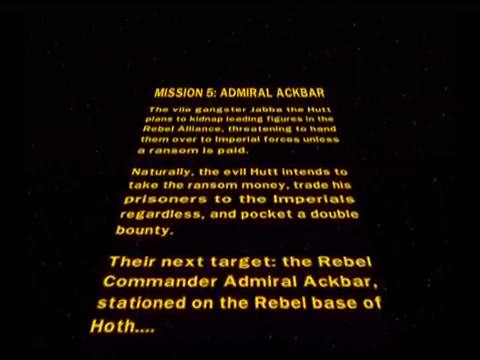 MISSION 5: ADMIRAL ACKBAR
The vile gangster Jabba the Hutt
plans to kidnap leading figures in the
Rebel Alliance, threatening to hand
them over to Imperial forces unless
a ransom is paid.
Naturally, the evil Hutt intends to
take the ransom money, trade his
prisoners to the Imperials
regardless, and pocket a double
bounty.
Their next target: the Rebel
Commander Admiral Ackbar,
stationed on the Rebel base of
Hoth....